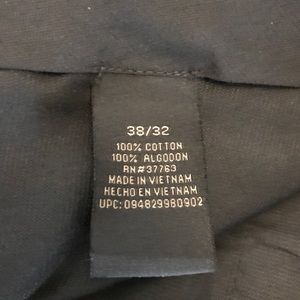 38/32
100% COTTON
100% ALGODON
RN#37763
MADE IN VIETNAM
HECHO EN VIETNAM
UPC: 094829980902